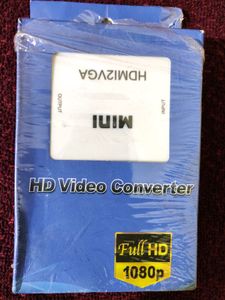 HDMI2VGA
OUTPUT
INPUT
MINI
HD Video Converter
Full HD
1080p